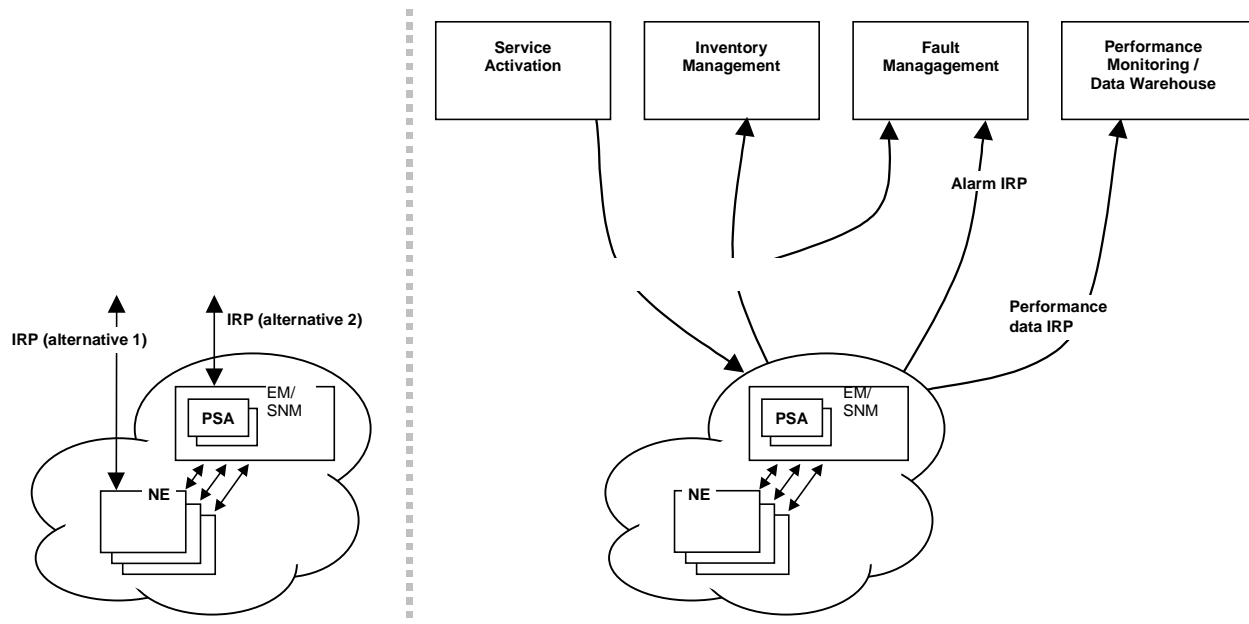 Service
Activation
Inventory
Management
Fault
Managagement
Performance
Monitoring /
Data Warehouse
Alarm IRP
Performance
data IRP
IRP (alternative 1)
IRP (alternative 2)
EM/
SNM
PSA
NE
EM/
SNM
PSA
NE